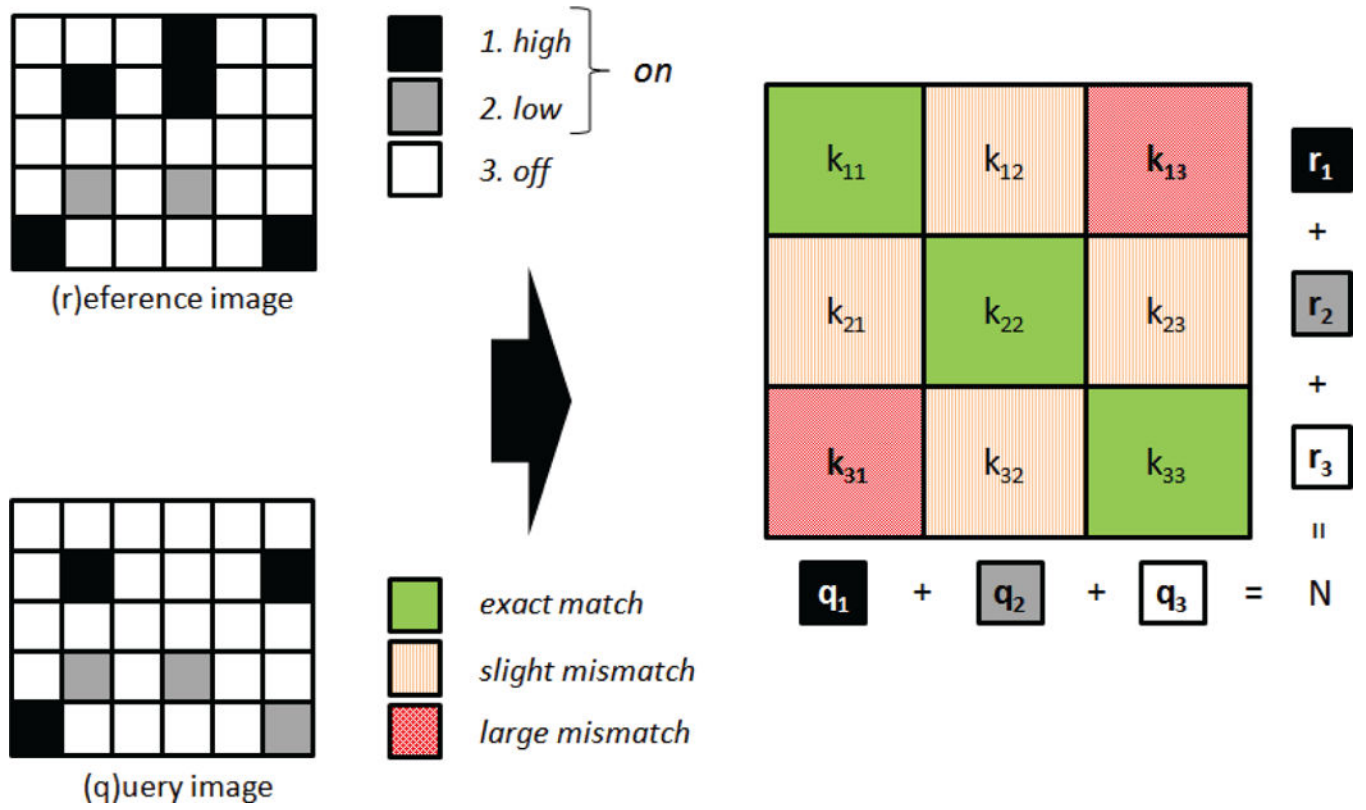 1. high
on
2. low
3. off
(r)eference image
k11 k12 k13 r1
+
k21 k22 k23 r2
+
k31 k32 k33 r3
=
q1 + q2 + q3 = N
exact match
slight mismatch
large mismatch
(q)uery image